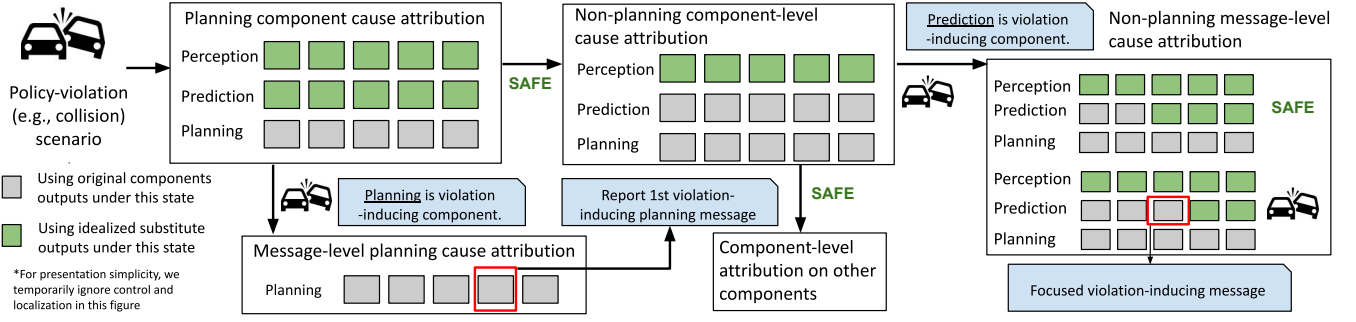 Policy-violation
(e.g., collision)
scenario
Using original components
outputs under this state
Using idealized substitute
outputs under this state
*For presentation simplicity, we
temporarily ignore control and
localization in this figure
Planning component cause attribution
Perception
Prediction
Planning
SAFE
Planning is violation
-inducing component.
Message-level planning cause attribution
Planning
Report 1st violation-
inducing planning message
Non-planning component-level
cause attribution
Perception
Prediction
Planning
SAFE
Component-level
attribution on other
components
Prediction is violation
-inducing component.
Non-planning message-level
cause attribution
Perception
Prediction
Planning
SAFE
Perception
Prediction
Planning
Focused violation-inducing message